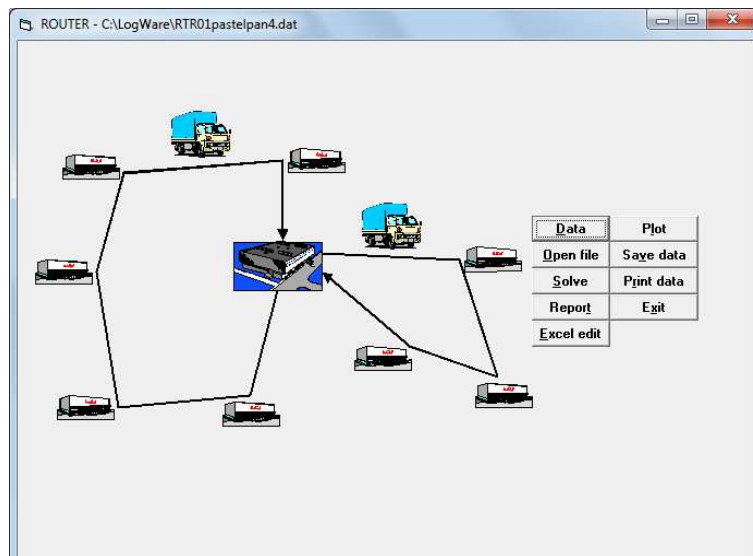 ROUTER - C:\LogWare\RTR01pastelpan4.dat
Data Plot
Open file Save data
Solve Print data
Report Exit
Excel edit